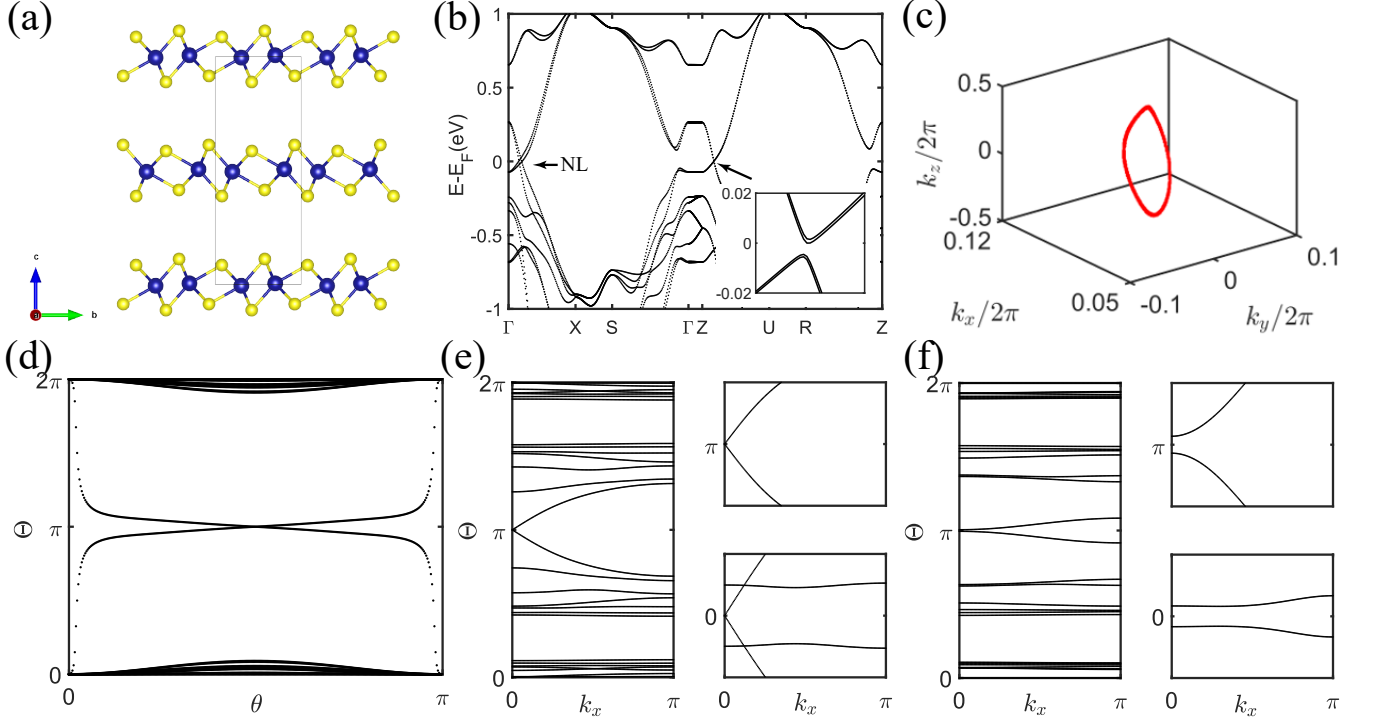 (a)
c
a
b
(b)
E-E_F(eV)
1
0.5
0
-0.5
-1
NL
0.02
0
-0.02
Γ X S Γ Z U R Z
(c)
k_z/2π
0.5
0
-0.5
0.12
0.05
k_x/2π
-0.1
0
0.1
k_y/2π
(d)
Θ
2π
π
0
0 θ π
(e)
Θ
2π
π
0
0 k_x π
π
0
0 k_x π
(f)
Θ
2π
π
0
0 k_x π
π
0
0 k_x π